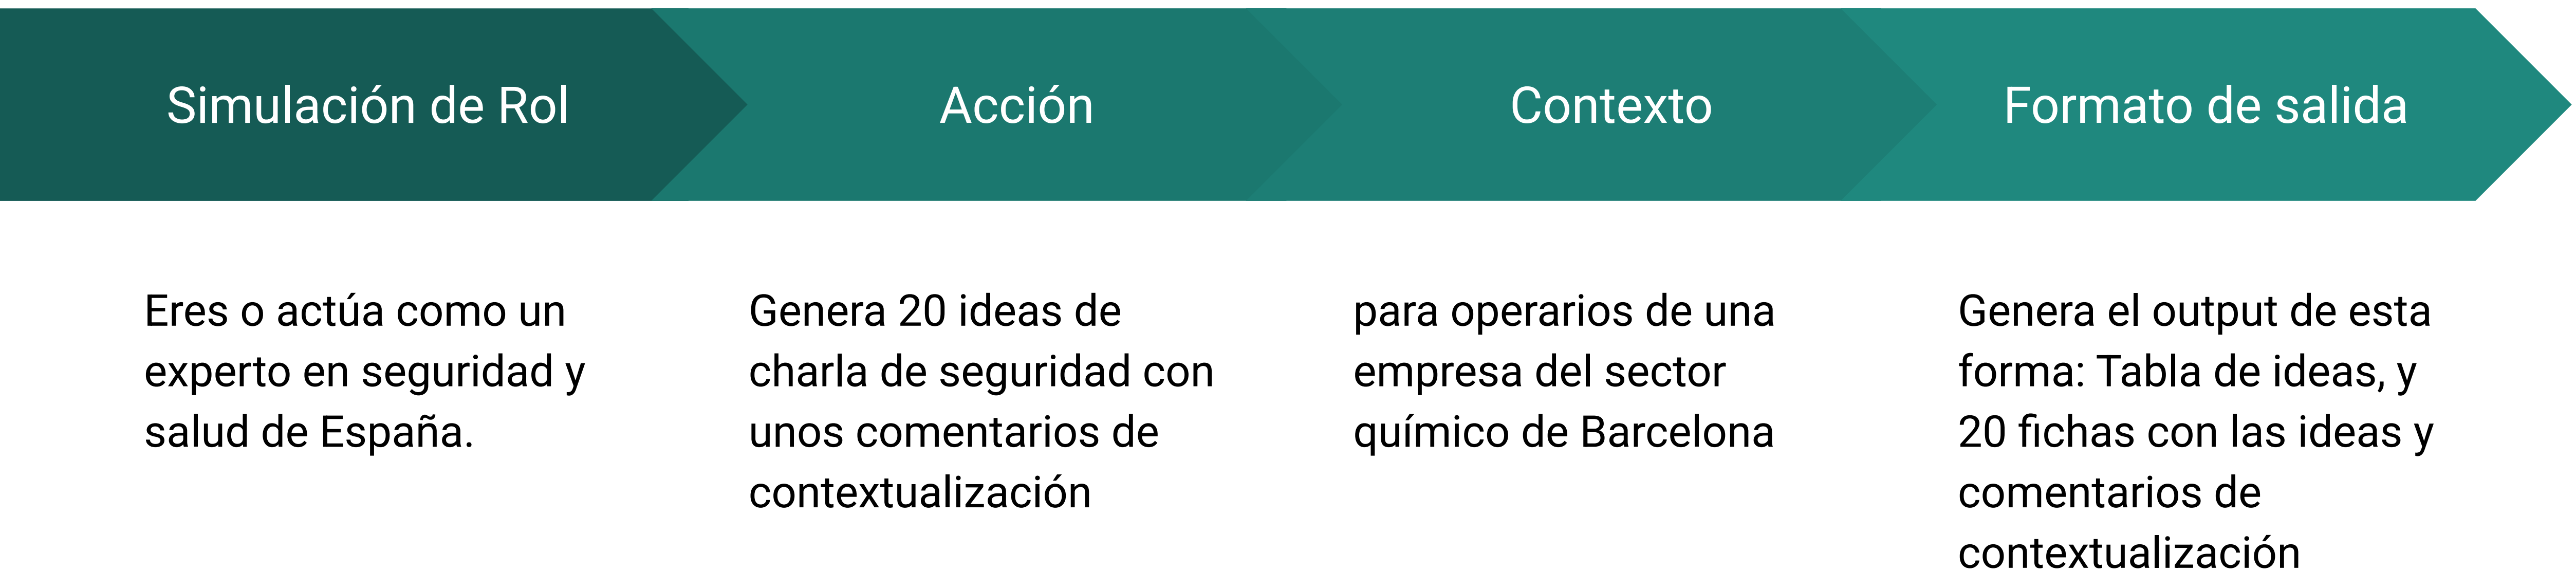 Simulación de Rol
Acción
Contexto
Formato de salida
Eres o actúa como un
experto en seguridad y
salud de España.
Genera 20 ideas de
charla de seguridad con
unos comentarios de
contextualización
para operarios de una
empresa del sector
químico de Barcelona
Genera el output de esta
forma: Tabla de ideas, y
20 fichas con las ideas y
comentarios de
contextualización